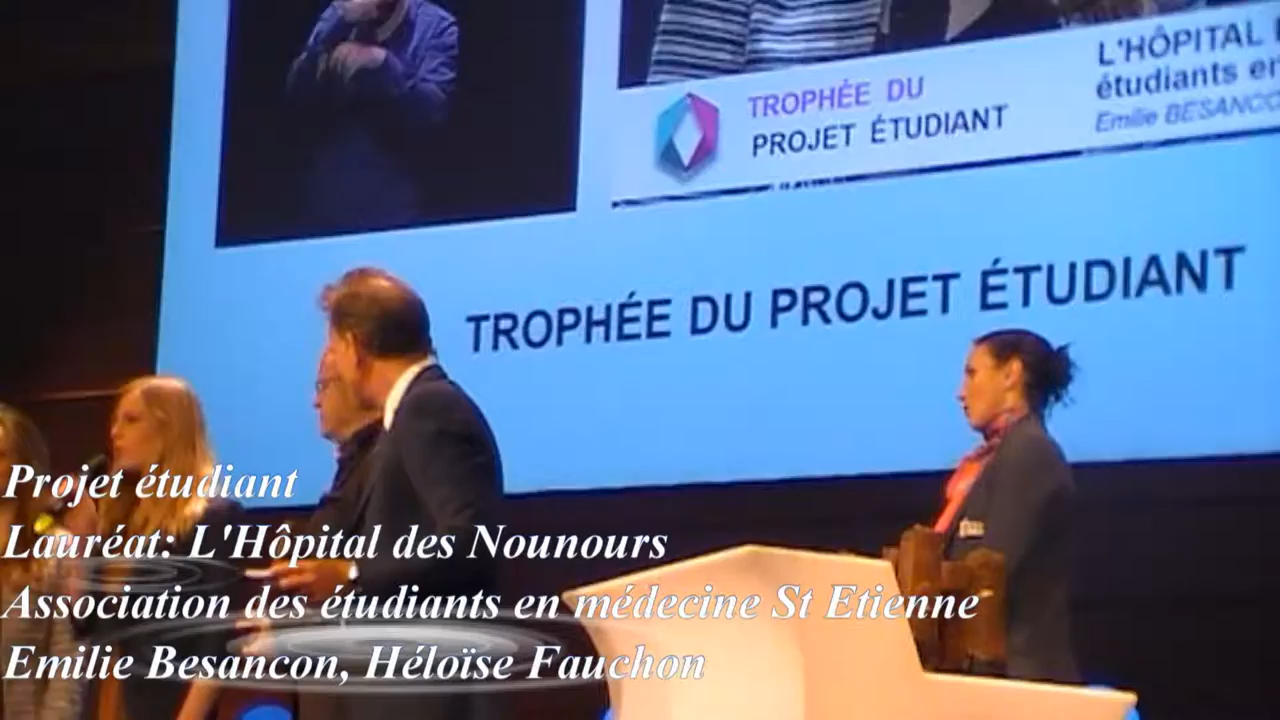 L'HÔPITAL
étudiants en
Emilie BESANCO
TROPHÉE DU
PROJET ÉTUDIANT
TROPHÉE DU PROJET ÉTUDIANT
Projet étudiant
Lauréat: L'Hôpital des Nounours
Association des étudiants en médecine St Etienne
Emilie Besancon, Héloïse Fauchon